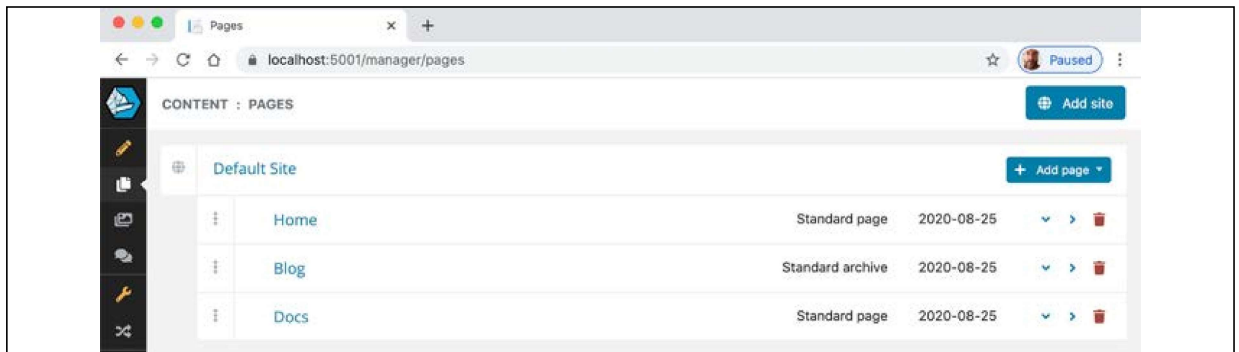 Pages
localhost:5001/manager/pages
Paused
CONTENT : PAGES
Add site
Default Site
Add page
Home Standard page 2020-08-25
Blog Standard archive 2020-08-25
Docs Standard page 2020-08-25